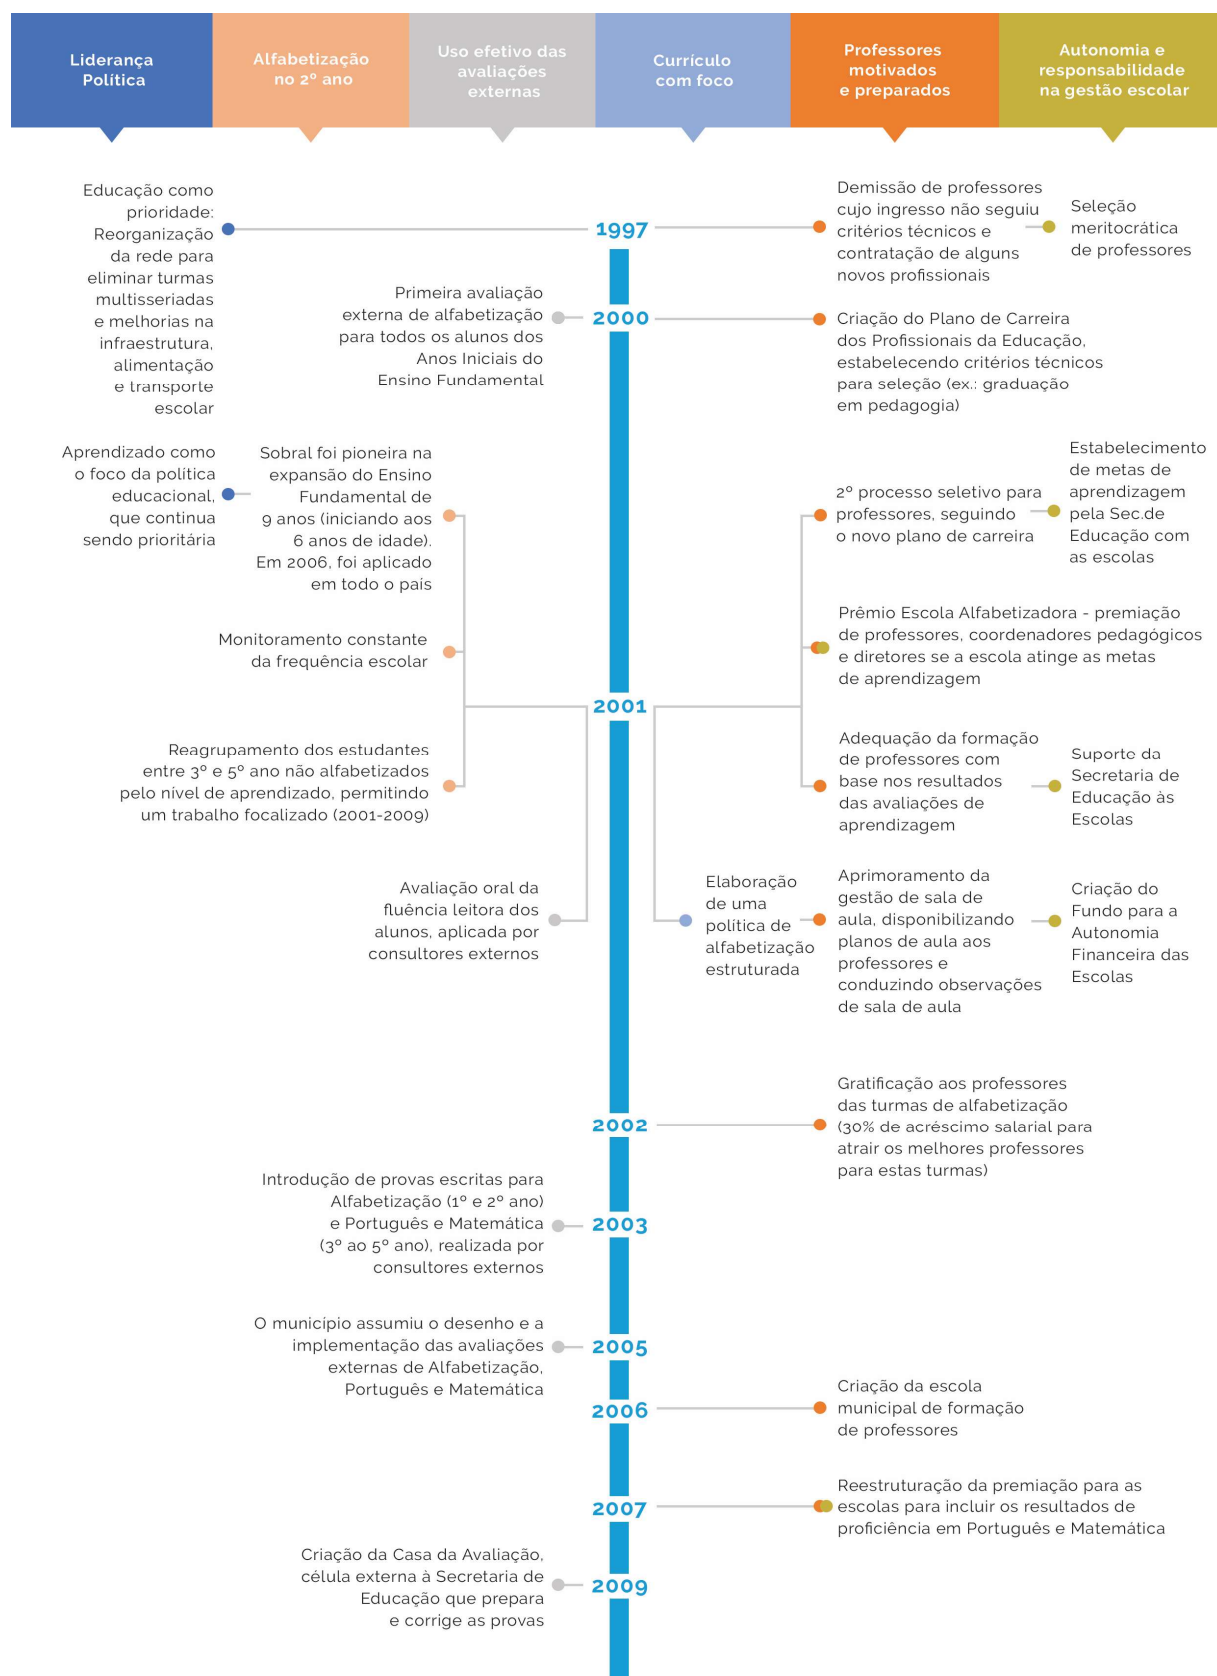 Liderança
Política
Alfabetização
no 2º ano
Uso efetivo das
avaliações
externas
Currículo
com foco
Professores
motivados
e preparados
Autonomia e
responsabilidade
na gestão escolar
1997
Educação como
prioridade:
Reorganização
da rede para
eliminar turmas
multisseriadas
e melhorias na
infraestrutura,
alimentação
e transporte
escolar
Demissão de professores
cujo ingresso não seguiu
critérios técnicos e
contratação de alguns
novos profissionais
Seleção
meritocrática
de professores
2000
Primeira avaliação
externa de alfabetização
para todos os alunos dos
Anos Iniciais do
Ensino Fundamental
Criação do Plano de Carreira
dos Profissionais da Educação,
estabelecendo critérios técnicos
para seleção (ex.: graduação
em pedagogia)
Aprendizado como
o foco da política
educacional,
que continua
sendo prioritária
Sobral foi pioneira na
expansão do Ensino
Fundamental de
9 anos (iniciando aos
6 anos de idade).
Em 2006, foi aplicado
em todo o país
2º processo seletivo para
professores, seguindo
o novo plano de carreira
Estabelecimento
de metas de
aprendizagem
pela Sec.de
Educação com
as escolas
Monitoramento constante
da frequência escolar
Prêmio Escola Alfabetizadora - premiação
de professores, coordenadores pedagógicos
e diretores se a escola atinge as metas
de aprendizagem
2001
Reagrupamento dos estudantes
entre 3º e 5º ano não alfabetizados
pelo nível de aprendizado, permitindo
um trabalho focalizado (2001-2009)
Adequação da formação
de professores com
base nos resultados
das avaliações de
aprendizagem
Suporte da
Secretaria de
Educação às
Escolas
Avaliação oral da
fluência leitora dos
alunos, aplicada por
consultores externos
Elaboração
de uma
política de
alfabetização
estruturada
Aprimoramento da
gestão de sala de
aula, disponibilizando
planos de aula aos
professores e
conduzindo observações
de sala de aula
Criação do
Fundo para a
Autonomia
Financeira das
Escolas
2002
Gratificação aos professores
das turmas de alfabetização
(30% de acréscimo salarial para
atrair os melhores professores
para estas turmas)
Introdução de provas escritas para
Alfabetização (1º e 2º ano)
e Português e Matemática
(3º ao 5º ano), realizada por
consultores externos
2003
O município assumiu o desenho e a
implementação das avaliações
externas de Alfabetização,
Português e Matemática
2005
2006
Criação da escola
municipal de formação
de professores
2007
Reestruturação da premiação para as
escolas para incluir os resultados de
proficiência em Português e Matemática
Criação da Casa da Avaliação,
célula externa à Secretaria de
Educação que prepara
e corrige as provas
2009